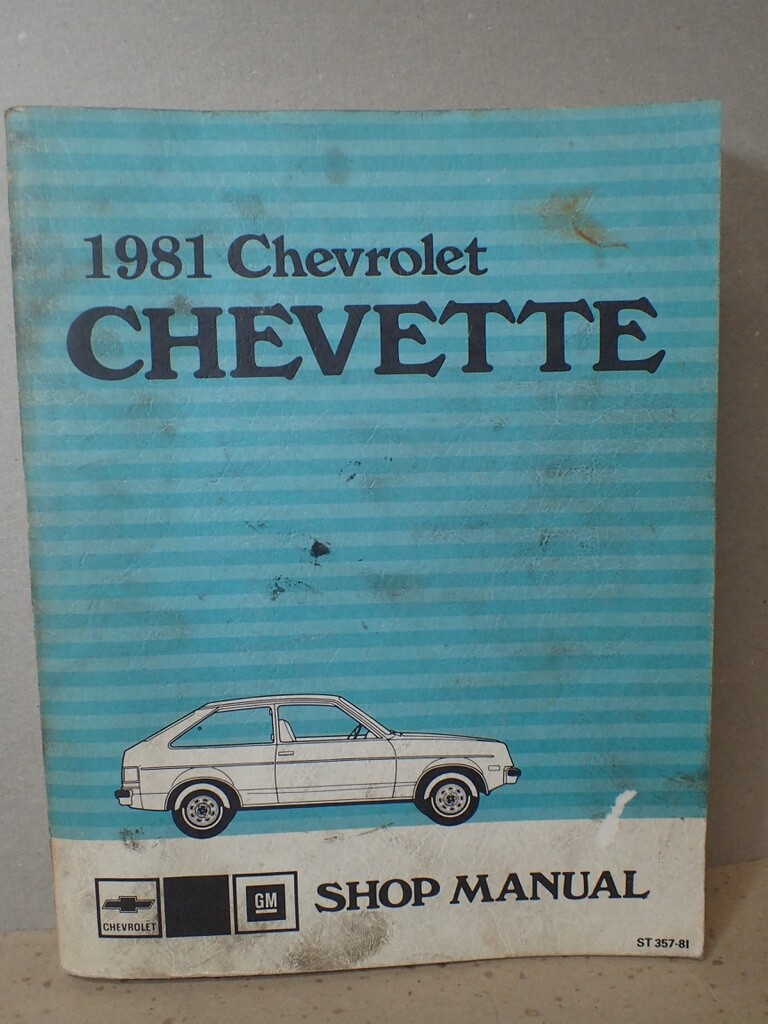 1981 Chevrolet
CHEVETTE
CHEVROLET
GM
SHOP MANUAL
ST 357-81